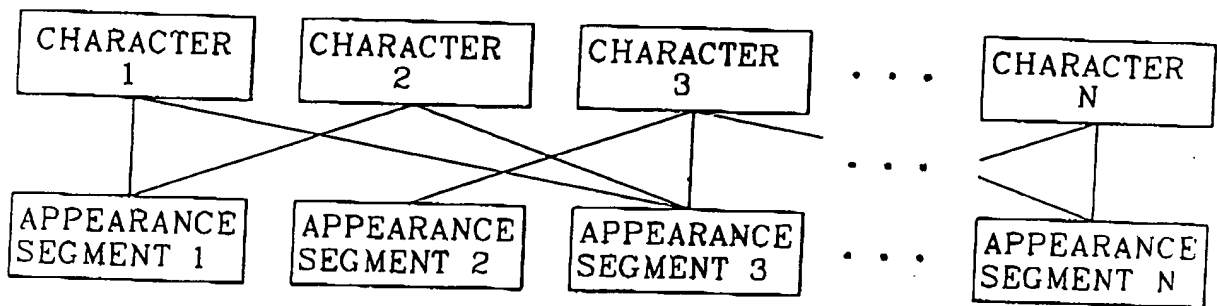 CHARACTER
1
CHARACTER
2
CHARACTER
3
. . .
CHARACTER
N
. . .
APPEARANCE
SEGMENT 1
APPEARANCE
SEGMENT 2
APPEARANCE
SEGMENT 3
. . .
APPEARANCE
SEGMENT N